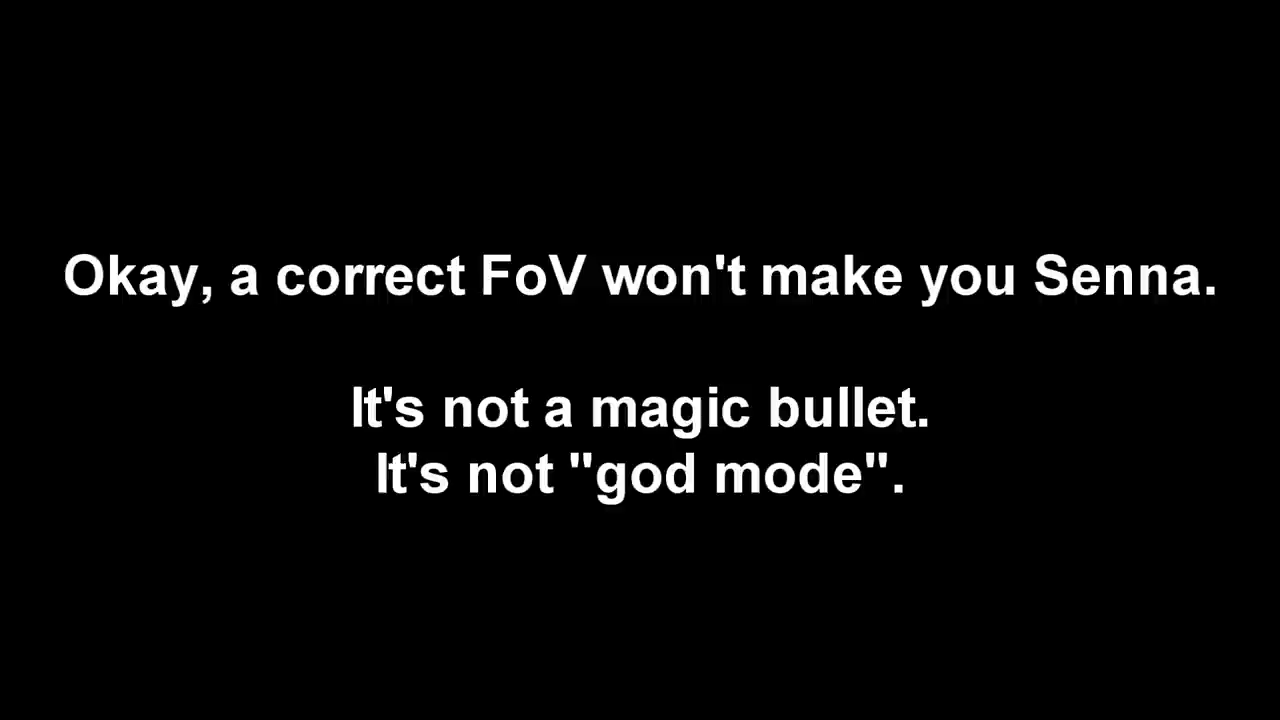 Okay, a correct FoV won't make you Senna.
It's not a magic bullet.
It's not "god mode".